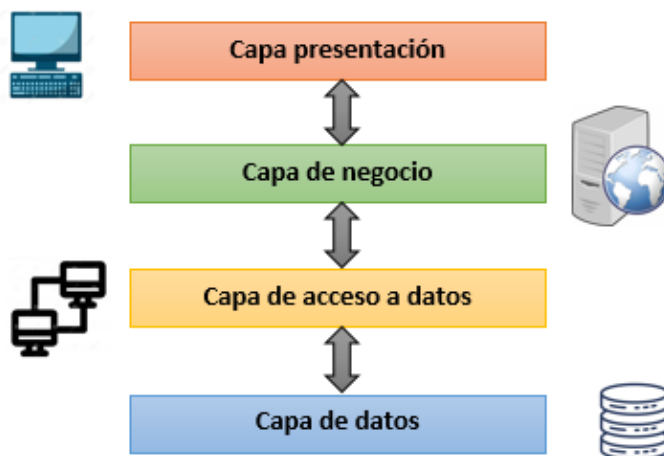 Capa presentación
Capa de negocio
Capa de acceso a datos
Capa de datos